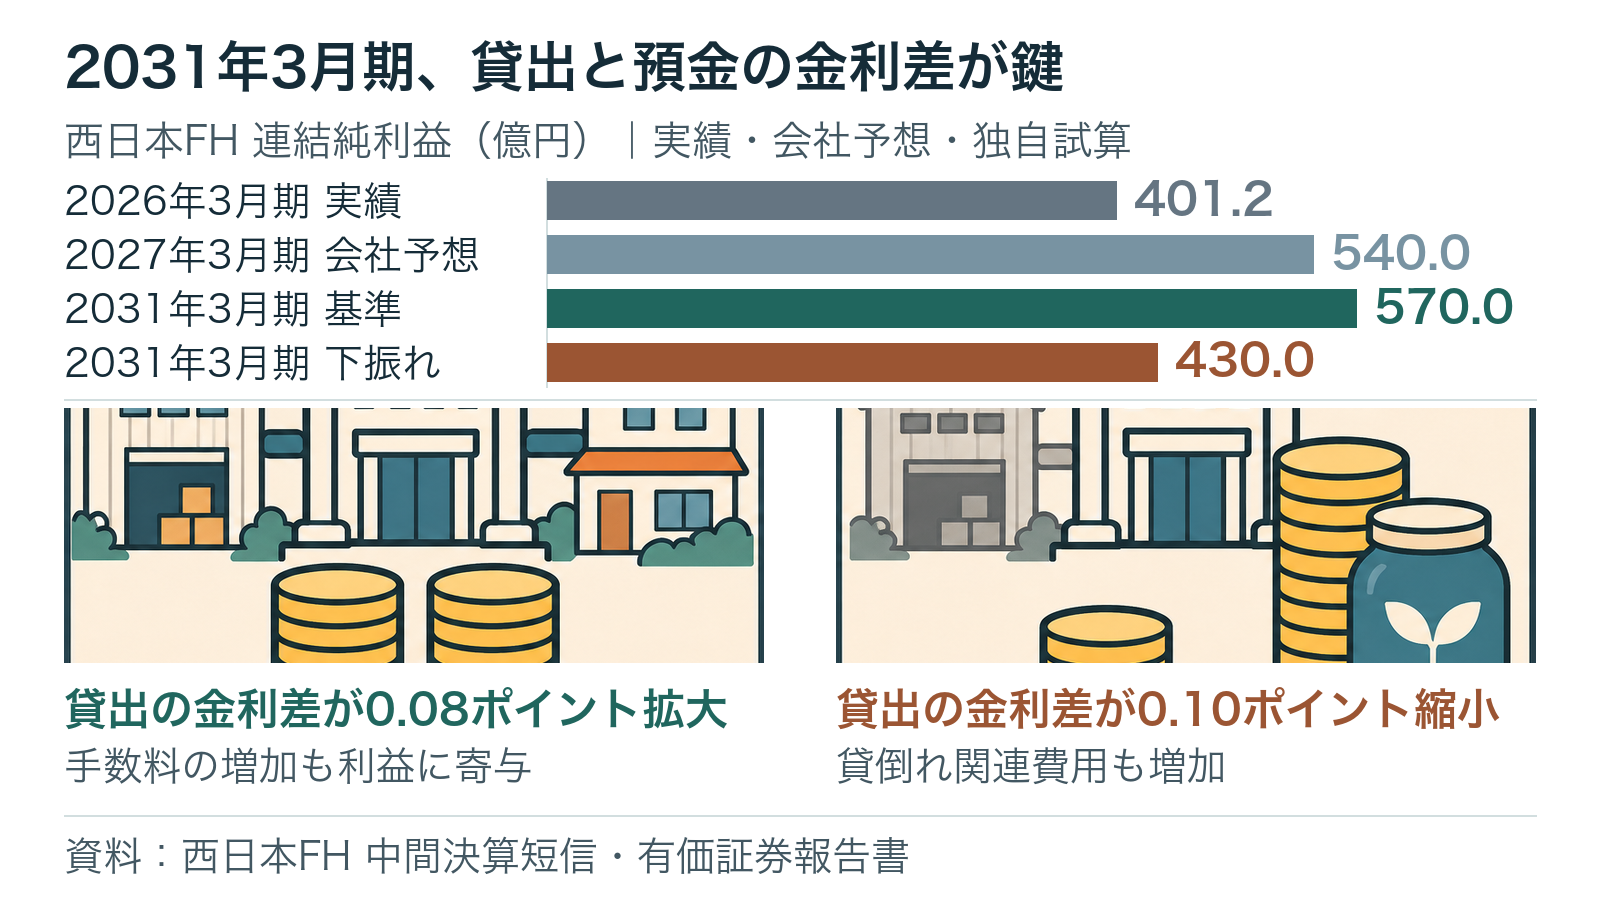 2031年3月期、貸出と預金の金利差が鍵
西日本FH 連結純利益（億円）｜実績・会社予想・独自試算
2026年3月期 実績 401.2
2027年3月期 会社予想 540.0
2031年3月期 基準 570.0
2031年3月期 下振れ 430.0
貸出の金利差が0.08ポイント拡大
手数料の増加も利益に寄与
貸出の金利差が0.10ポイント縮小
貸倒れ関連費用も増加
資料：西日本FH 中間決算短信・有価証券報告書